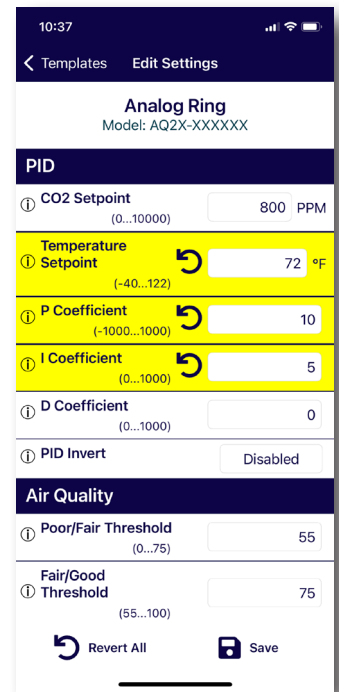 10:37
Templates Edit Settings
Analog Ring
Model: AQ2X-XXXXXX
PID
CO2 Setpoint
(0...10000)
800 PPM
Temperature
Setpoint
(-40...122)
72 ºF
P Coefficient
(-1000...1000)
10
I Coefficient
(0...1000)
5
D Coefficient
(0...1000)
0
PID Invert
Disabled
Air Quality
Poor/Fair Threshold
(0...75)
55
Fair/Good
Threshold
(55...100)
75
Revert All Save